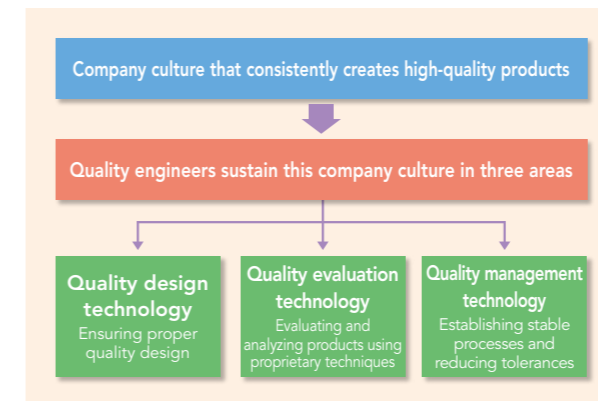 Company culture that consistently creates high-quality products
Quality engineers sustain this company culture in three areas
Quality design
technology
Ensuring proper
quality design
Quality evaluation
technology
Evaluating and
analyzing products using
proprietary techniques
Quality management
technology
Establishing stable
processes and
reducing tolerances